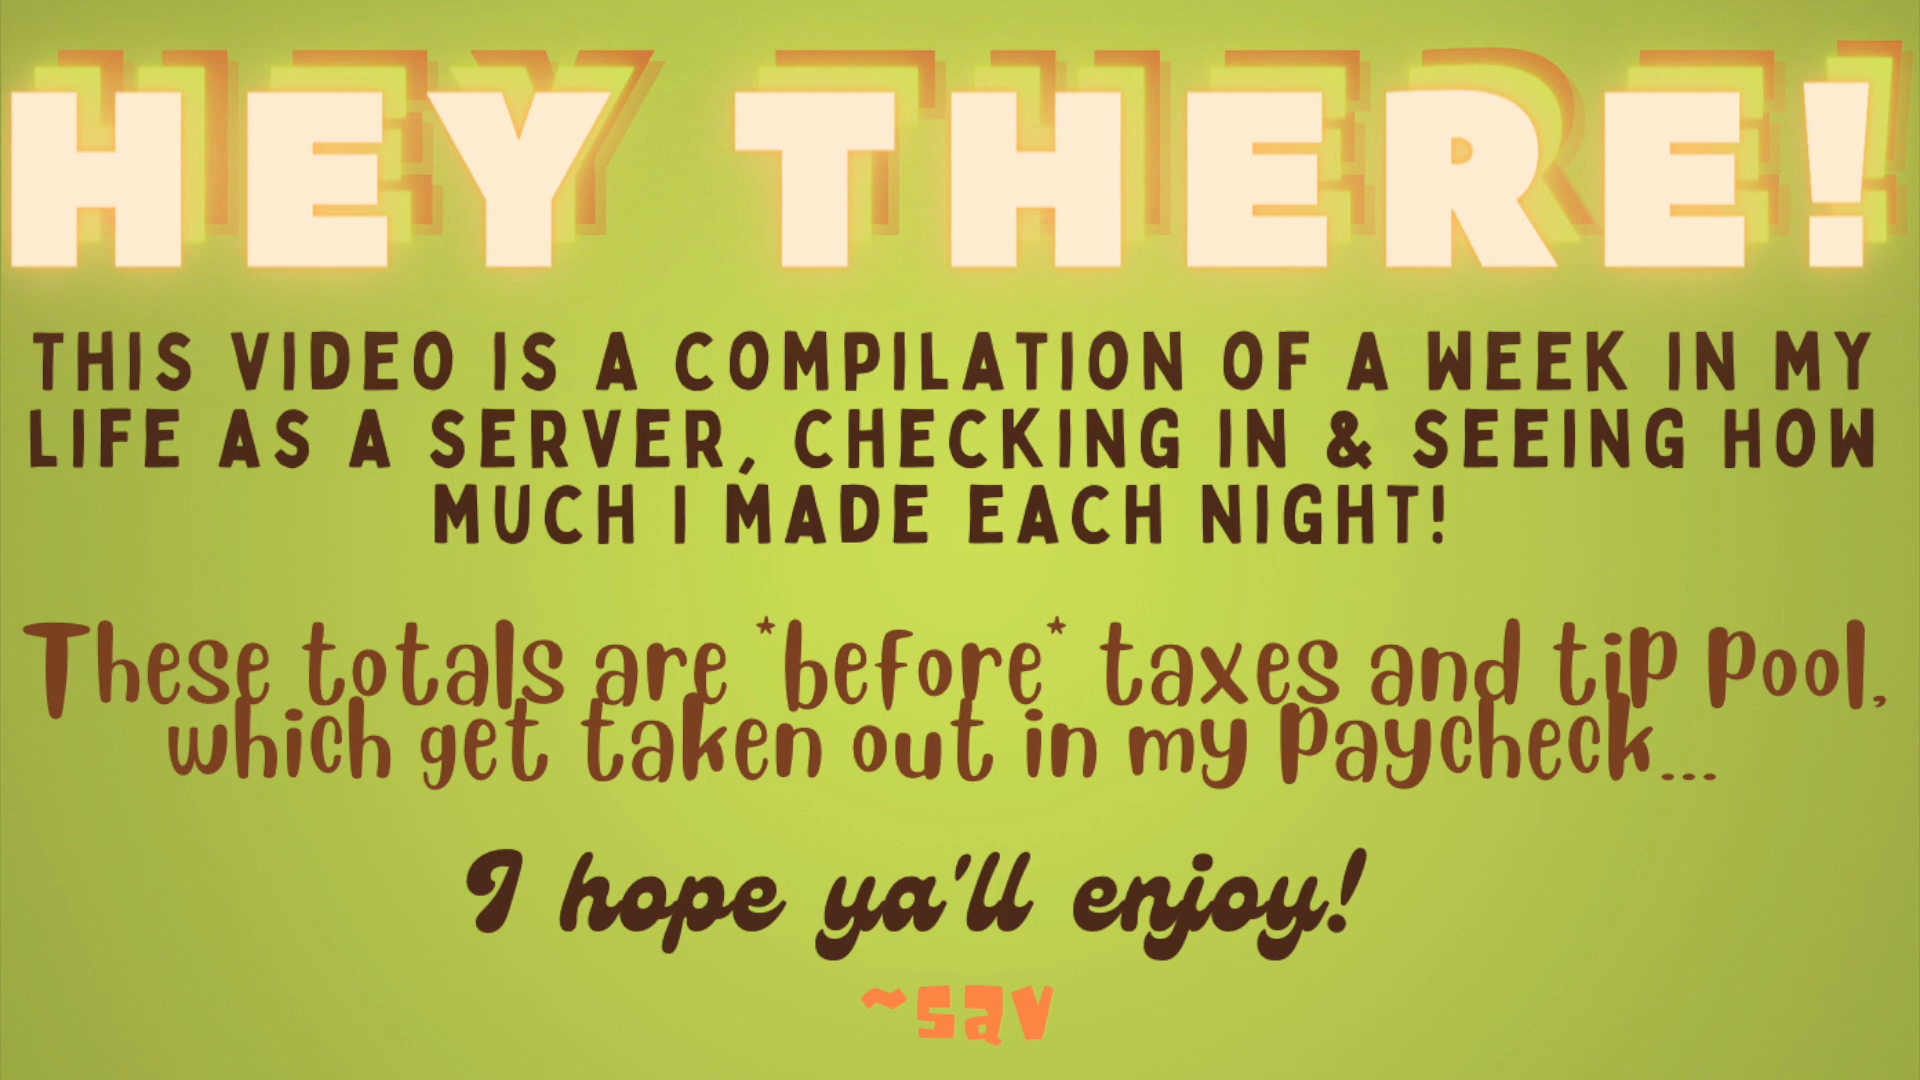 HEY THERE!
THIS VIDEO IS A COMPILATION OF A WEEK IN MY
LIFE AS A SERVER, CHECKING IN & SEEING HOW
MUCH I MADE EACH NIGHT!
These totals are *before* taxes and tip pool,
which get taken out in my paycheck...
I hope ya'll enjoy!
~sav